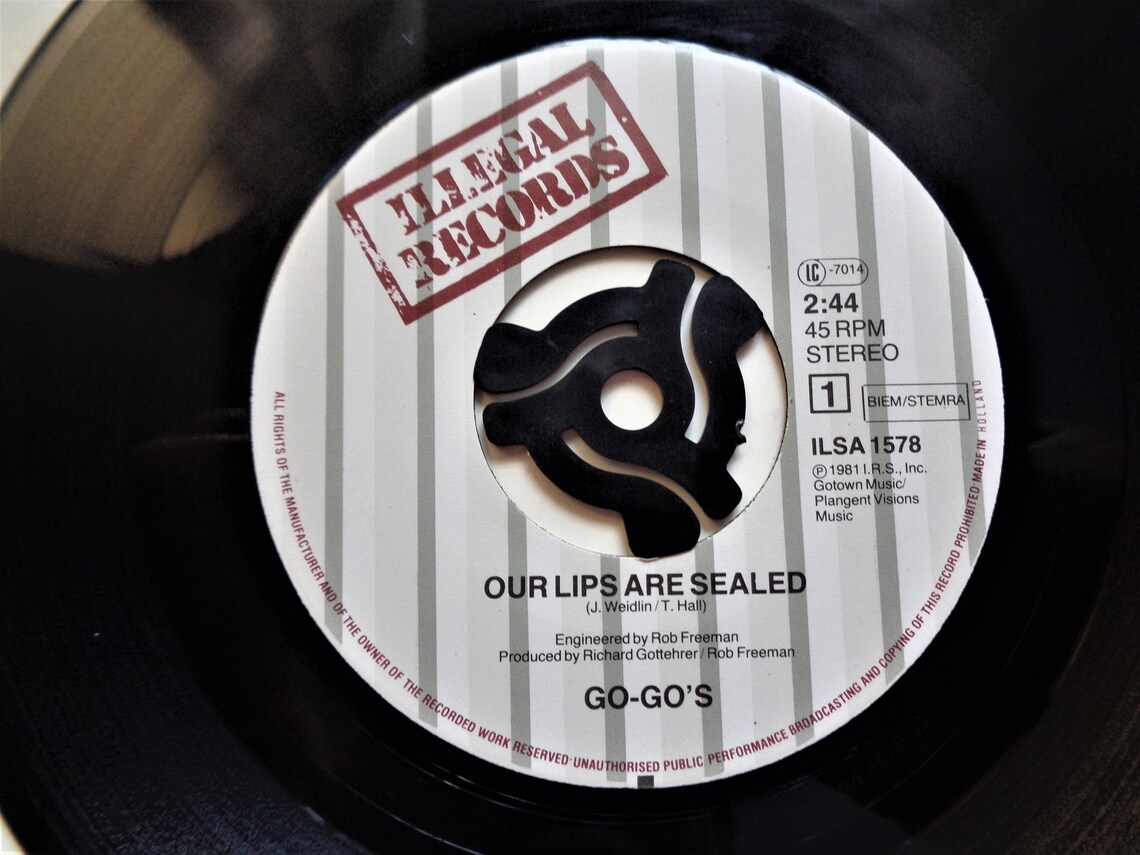 ILLEGAL
RECORDS
LC -7014
2:44
45 RPM
STEREO
1
BIEM/STEMRA
ILSA 1578
℗ 1981 I.R.S., Inc.
Gotown Music/
Plangent Visions
Music
OUR LIPS ARE SEALED
(J. Weidlin / T. Hall)
Engineered by Rob Freeman
Produced by Richard Gottehrer / Rob Freeman
GO-GO'S
ALL RIGHTS OF THE MANUFACTURER AND OF THE OWNER OF THE RECORDED WORK RESERVED·UNAUTHORISED PUBLIC PERFORMANCE BROADCASTING AND COPYING OF THIS RECORD PROHIBITED·MADE IN HOLLAND